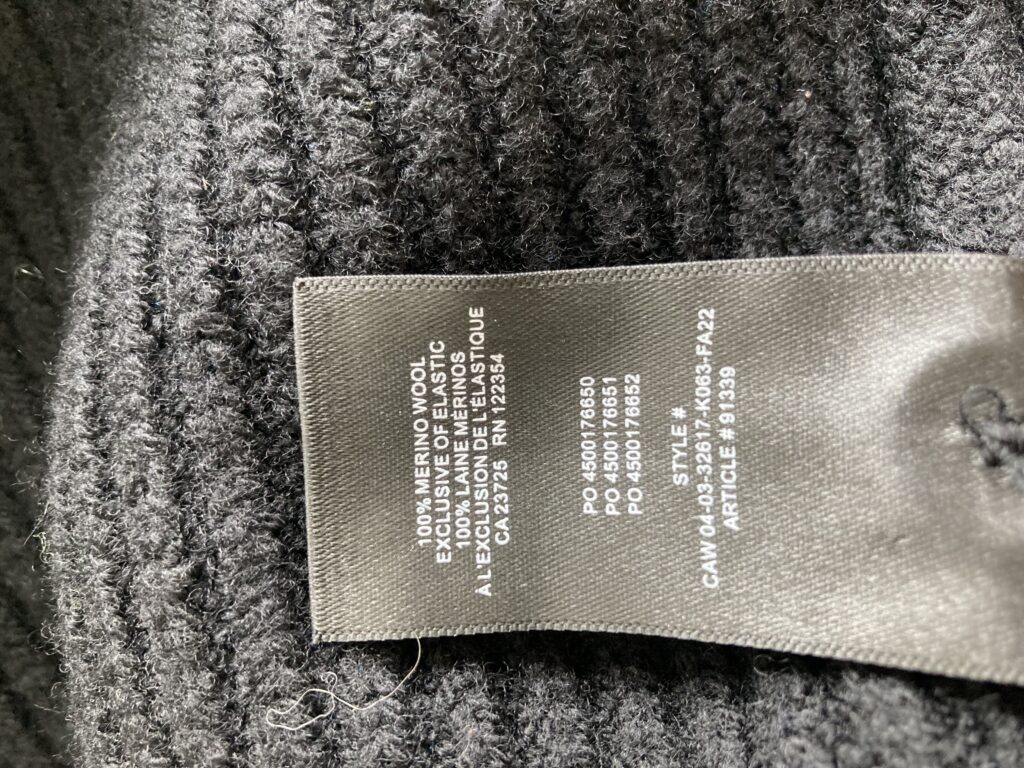 100% MERINO WOOL
EXCLUSIVE OF ELASTIC
100% LAINE MÉRINOS
À L'EXCLUSION DE L'ÉLASTIQUE
CA 23725 RN 122354
PO 4500176650
PO 4500176651
PO 4500176652
STYLE #
CAW 04-03-32617-K063-FA22
ARTICLE # 91339